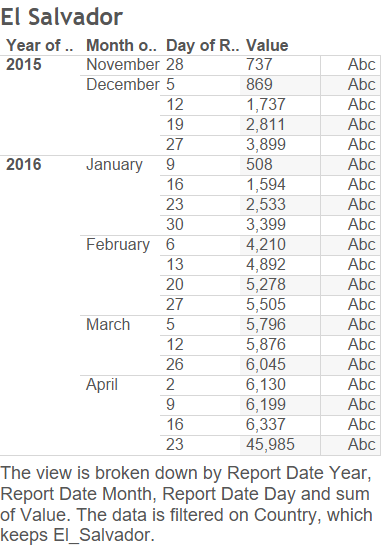 El Salvador
Year of .. Month o.. Day of R.. Value
2015 November 28 737 Abc
December 5 869 Abc
12 1,737 Abc
19 2,811 Abc
27 3,899 Abc
2016 January 9 508 Abc
16 1,594 Abc
23 2,533 Abc
30 3,399 Abc
February 6 4,210 Abc
13 4,892 Abc
20 5,278 Abc
27 5,505 Abc
March 5 5,796 Abc
12 5,876 Abc
26 6,045 Abc
April 2 6,130 Abc
9 6,199 Abc
16 6,337 Abc
23 45,985 Abc
The view is broken down by Report Date Year,
Report Date Month, Report Date Day and sum
of Value. The data is filtered on Country, which
keeps El_Salvador.